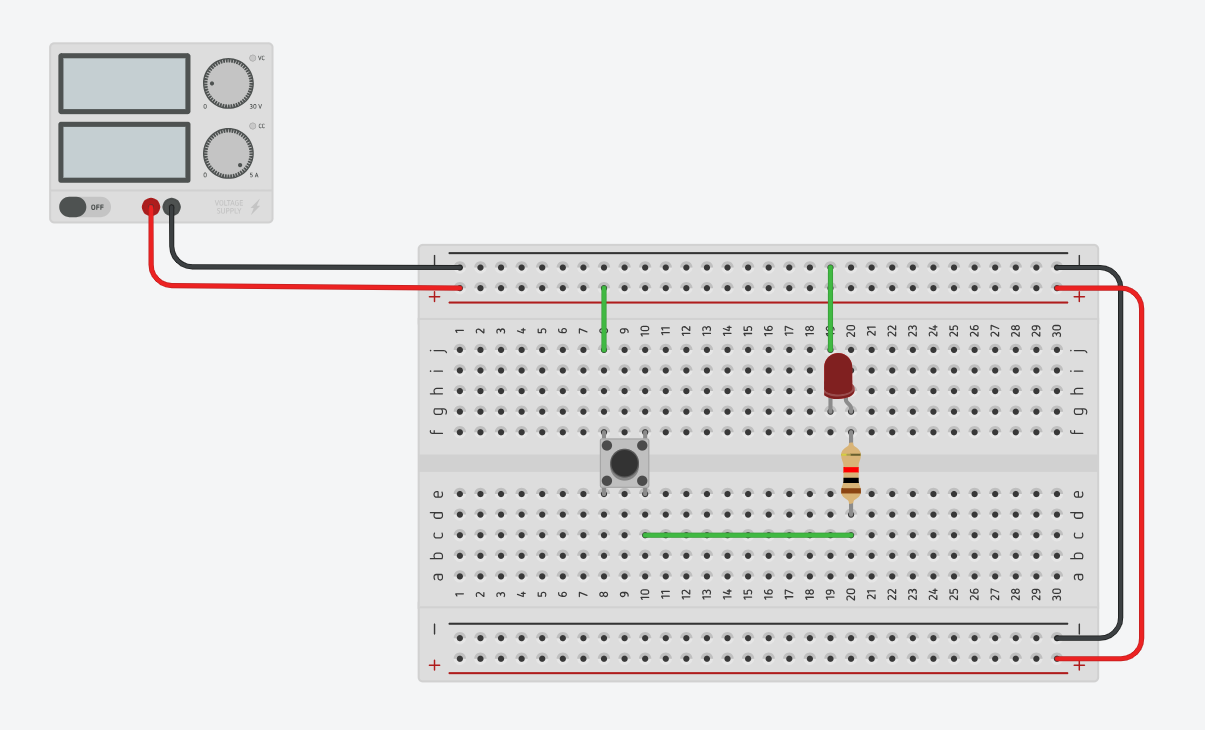 VC
0
30 V
CC
0
5 A
OFF
VOLTAGE
SUPPLY
− −
+ +
1 2 3 4 5 6 7 8 9 10 11 12 13 14 15 16 17 18 19 20 21 22 23 24 25 26 27 28 29 30
j j
i i
h h
g g
f f
e e
d d
c c
b b
a a
1 2 3 4 5 6 7 8 9 10 11 12 13 14 15 16 17 18 19 20 21 22 23 24 25 26 27 28 29 30
− −
+ +